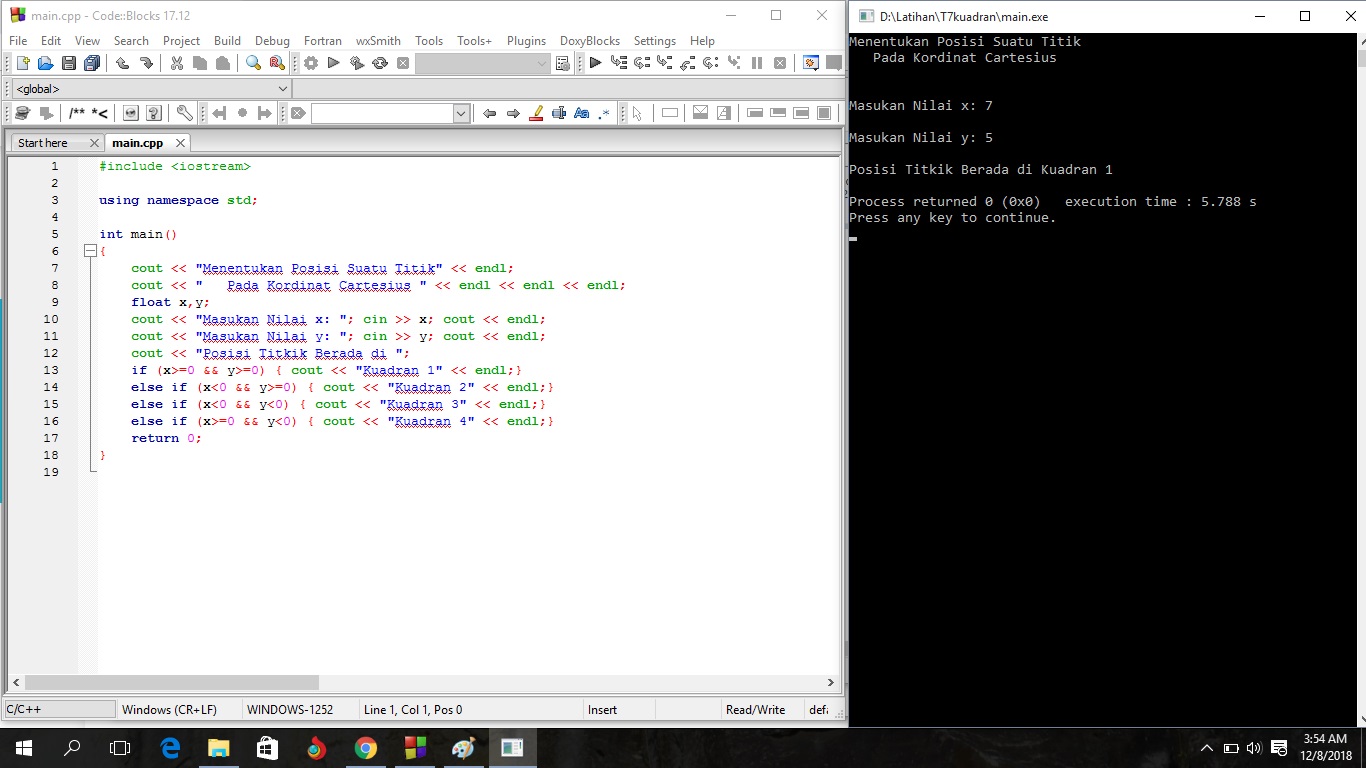 main.cpp - Code::Blocks 17.12
File Edit View Search Project Build Debug Fortran wxSmith Tools Tools+ Plugins DoxyBlocks Settings Help
<global>
/** *<
Aa .*
Start here main.cpp
1 #include <iostream>
2
3 using namespace std;
4
5 int main()
6 {
7 cout << "Menentukan Posisi Suatu Titik" << endl;
8 cout << "   Pada Kordinat Cartesius " << endl << endl << endl;
9 float x,y;
10 cout << "Masukan Nilai x: "; cin >> x; cout << endl;
11 cout << "Masukan Nilai y: "; cin >> y; cout << endl;
12 cout << "Posisi Titkik Berada di ";
13 if (x>=0 && y>=0) { cout << "Kuadran 1" << endl;}
14 else if (x<0 && y>=0) { cout << "Kuadran 2" << endl;}
15 else if (x<0 && y<0) { cout << "Kuadran 3" << endl;}
16 else if (x>=0 && y<0) { cout << "Kuadran 4" << endl;}
17 return 0;
18 }
19
C/C++ Windows (CR+LF) WINDOWS-1252 Line 1, Col 1, Pos 0 Insert Read/Write
D:\Latihan\T7kuadran\main.exe
Menentukan Posisi Suatu Titik
   Pada Kordinat Cartesius
Masukan Nilai x: 7
Masukan Nilai y: 5
Posisi Titkik Berada di Kuadran 1
Process returned 0 (0x0)   execution time : 5.788 s
Press any key to continue.
3:54 AM
12/8/2018